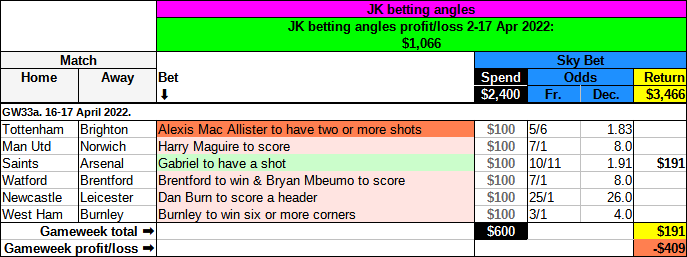 JK betting angles
JK betting angles profit/loss 2-17 Apr 2022:
$1,066
Match Sky Bet
Home Away Bet Spend Odds Return
⬇ $2,400 Fr. Dec. $3,466
GW33a. 16-17 April 2022.
Tottenham Brighton Alexis Mac Allister to have two or more shots $100 5/6 1.83
Man Utd Norwich Harry Maguire to score $100 7/1 8.0
Saints Arsenal Gabriel to have a shot $100 10/11 1.91 $191
Watford Brentford Brentford to win & Bryan Mbeumo to score $100 7/1 8.0
Newcastle Leicester Dan Burn to score a header $100 25/1 26.0
West Ham Burnley Burnley to win six or more corners $100 3/1 4.0
Gameweek total ➡ $600 $191
Gameweek profit/loss ➡ -$409